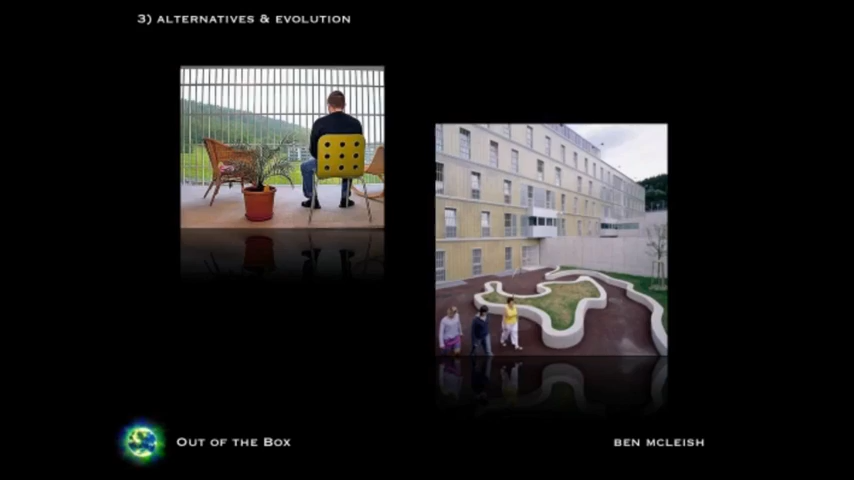 3) ALTERNATIVES & EVOLUTION
OUT OF THE BOX
BEN MCLEISH